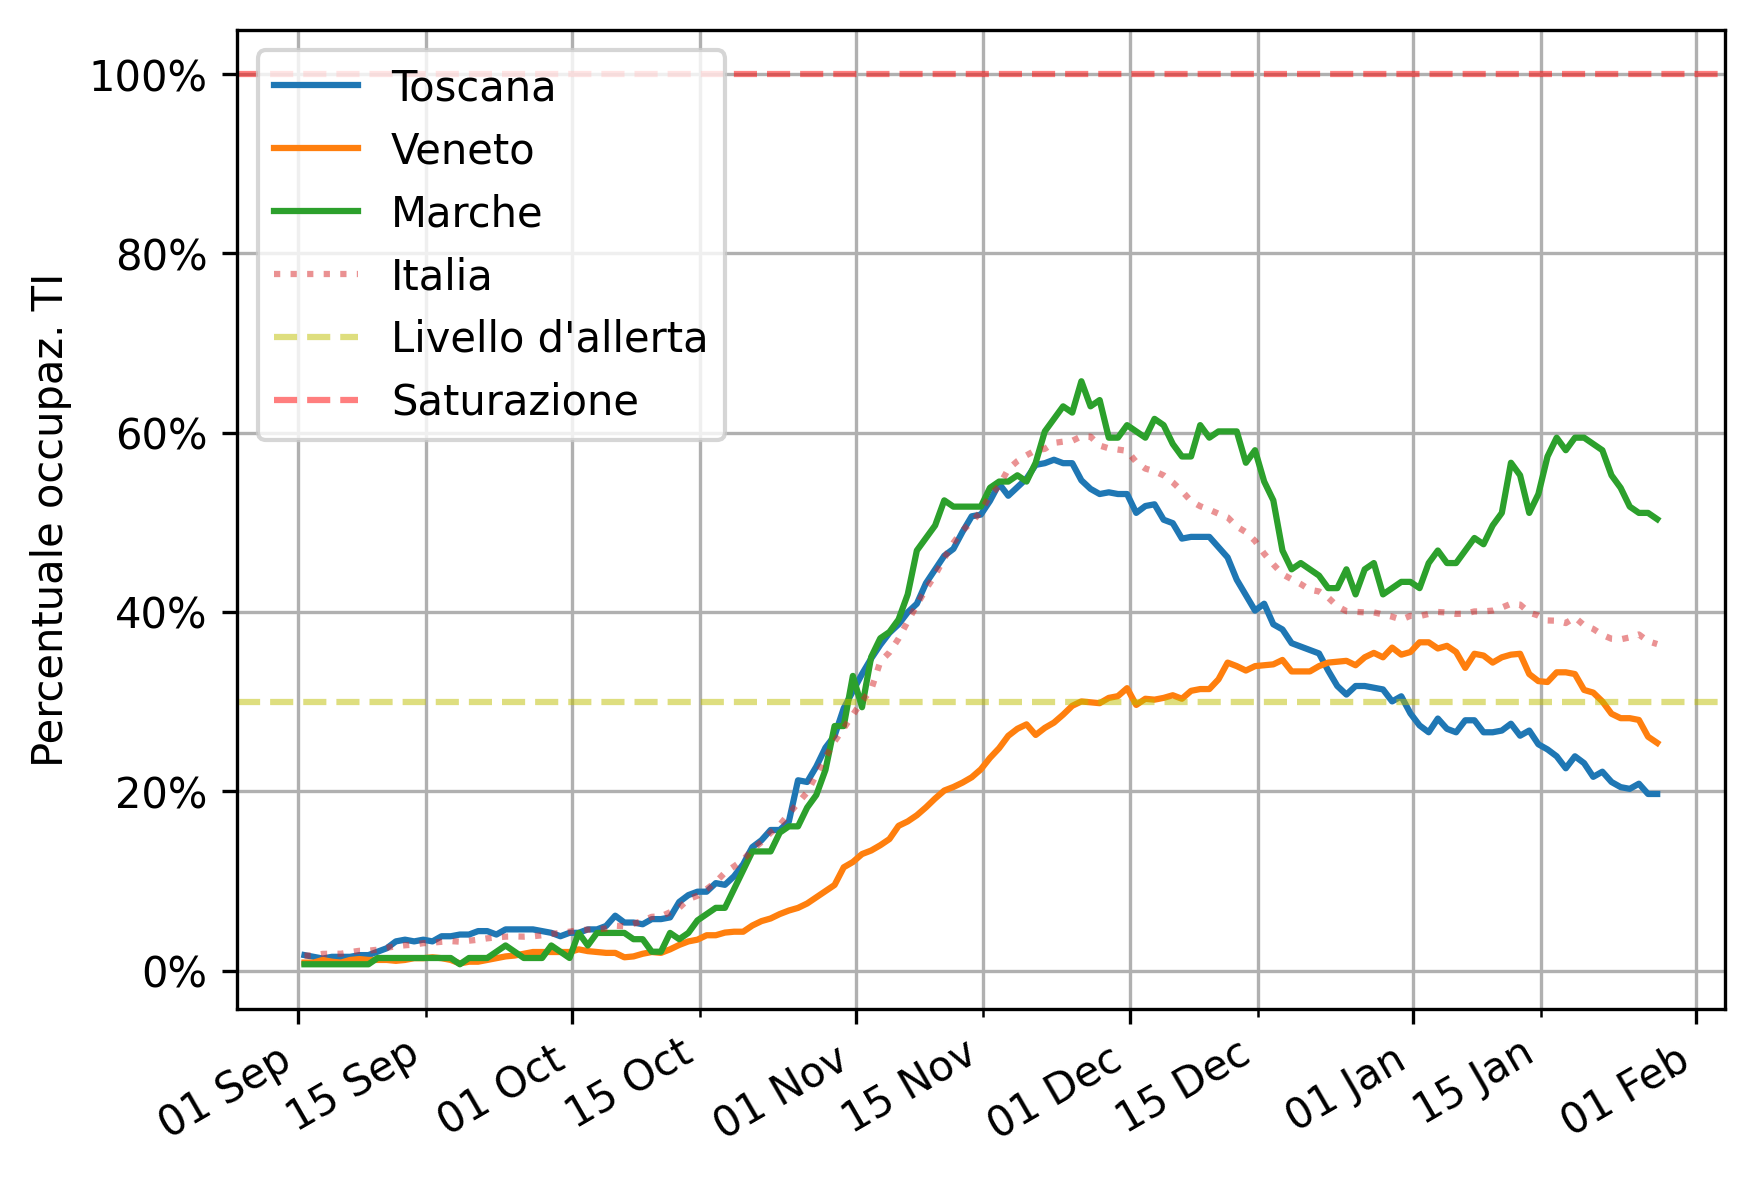 Percentuale occupaz. TI
100%
80%
60%
40%
20%
0%
Toscana
Veneto
Marche
Italia
Livello d'allerta
Saturazione
01 Sep
15 Sep
01 Oct
15 Oct
01 Nov
15 Nov
01 Dec
15 Dec
01 Jan
15 Jan
01 Feb